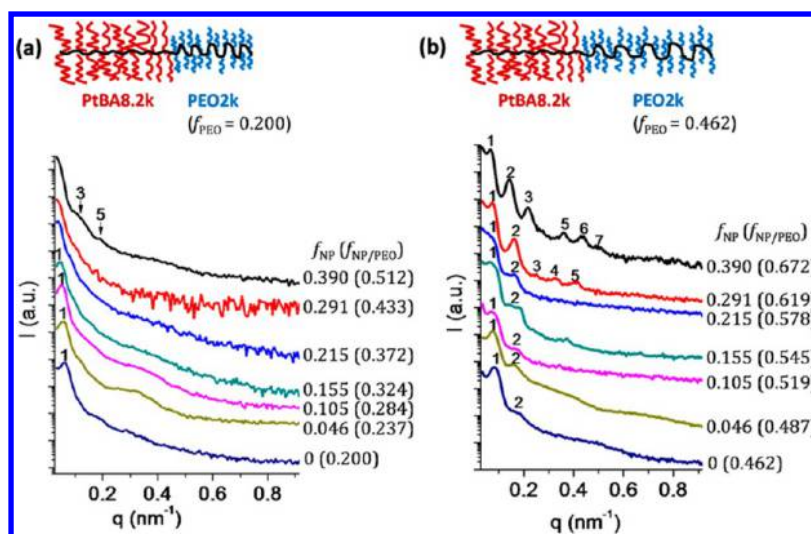 (a)
PtBA8.2k PEO2k
(fPEO = 0.200)
3
5
1
1
1
1
fNP (fNP/PEO)
0.390 (0.512)
0.291 (0.433)
0.215 (0.372)
0.155 (0.324)
0.105 (0.284)
0.046 (0.237)
0 (0.200)
I (a.u.)
0.2 0.4 0.6 0.8
q (nm-1)
(b)
PtBA8.2k PEO2k
(fPEO = 0.462)
1 2 3 5 6 7
1 2 3 4 5
1 2
1 2
1 2
1 2
1 2
fNP (fNP/PEO)
0.390 (0.672)
0.291 (0.619)
0.215 (0.578)
0.155 (0.545)
0.105 (0.519)
0.046 (0.487)
0 (0.462)
I (a.u.)
0.0 0.2 0.4 0.6 0.8
q (nm-1)